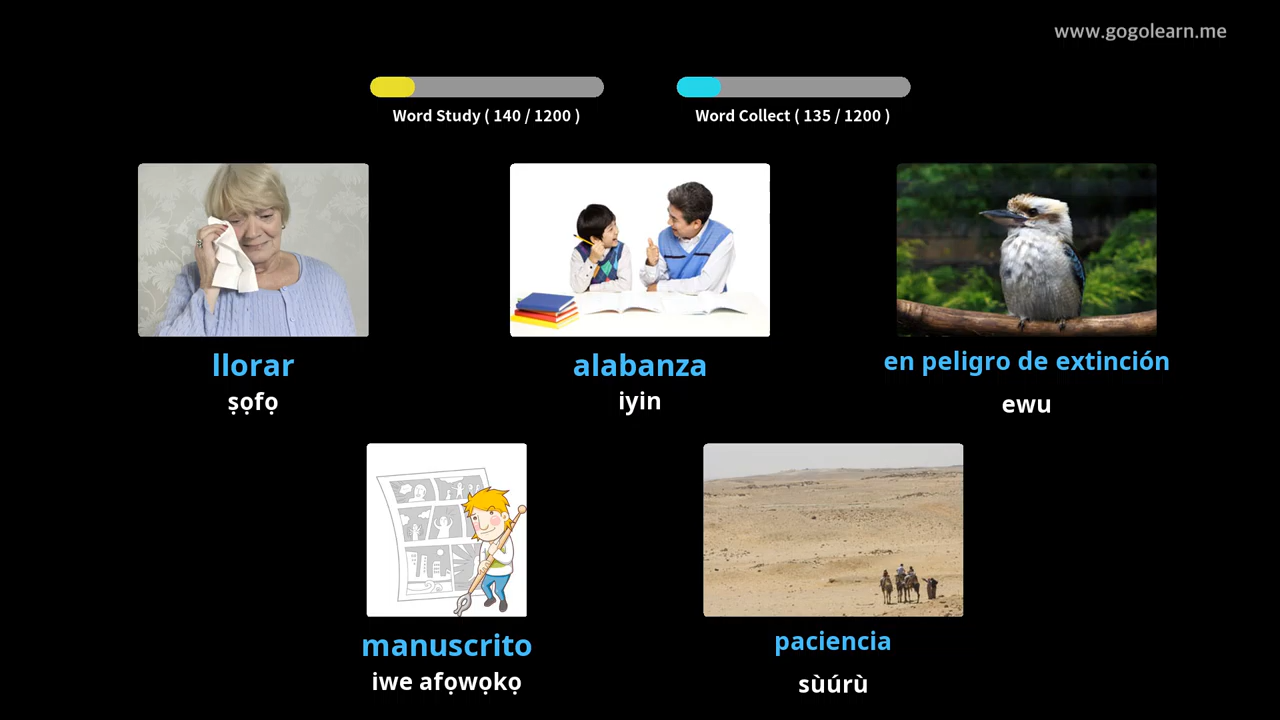 www.gogolearn.me
Word Study ( 140 / 1200 )
Word Collect ( 135 / 1200 )
llorar
ṣọfọ
alabanza
iyin
en peligro de extinción
ewu
manuscrito
iwe afọwọkọ
paciencia
sùúrù